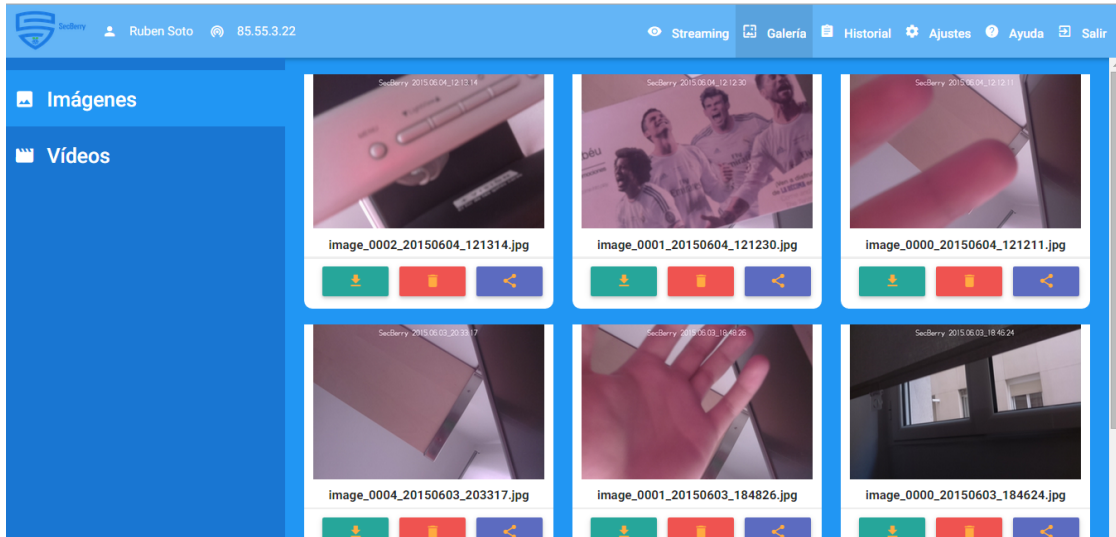 SecBerry
Ruben Soto
85.55.3.22
Streaming
Galería
Historial
Ajustes
Ayuda
Salir
Imágenes
Vídeos
SecBerry 2015.06.04_12:13:14
MENU
image_0002_20150604_121314.jpg
SecBerry 2015.06.04_12:12:30
béu
de
image_0001_20150604_121230.jpg
SecBerry 2015.06.04_12:12:11
image_0000_20150604_121211.jpg
SecBerry 2015.06.03_20:33:17
image_0004_20150603_203317.jpg
SecBerry 2015.06.03_18:48:26
image_0001_20150603_184826.jpg
SecBerry 2015.06.03_18:46:24
image_0000_20150603_184624.jpg